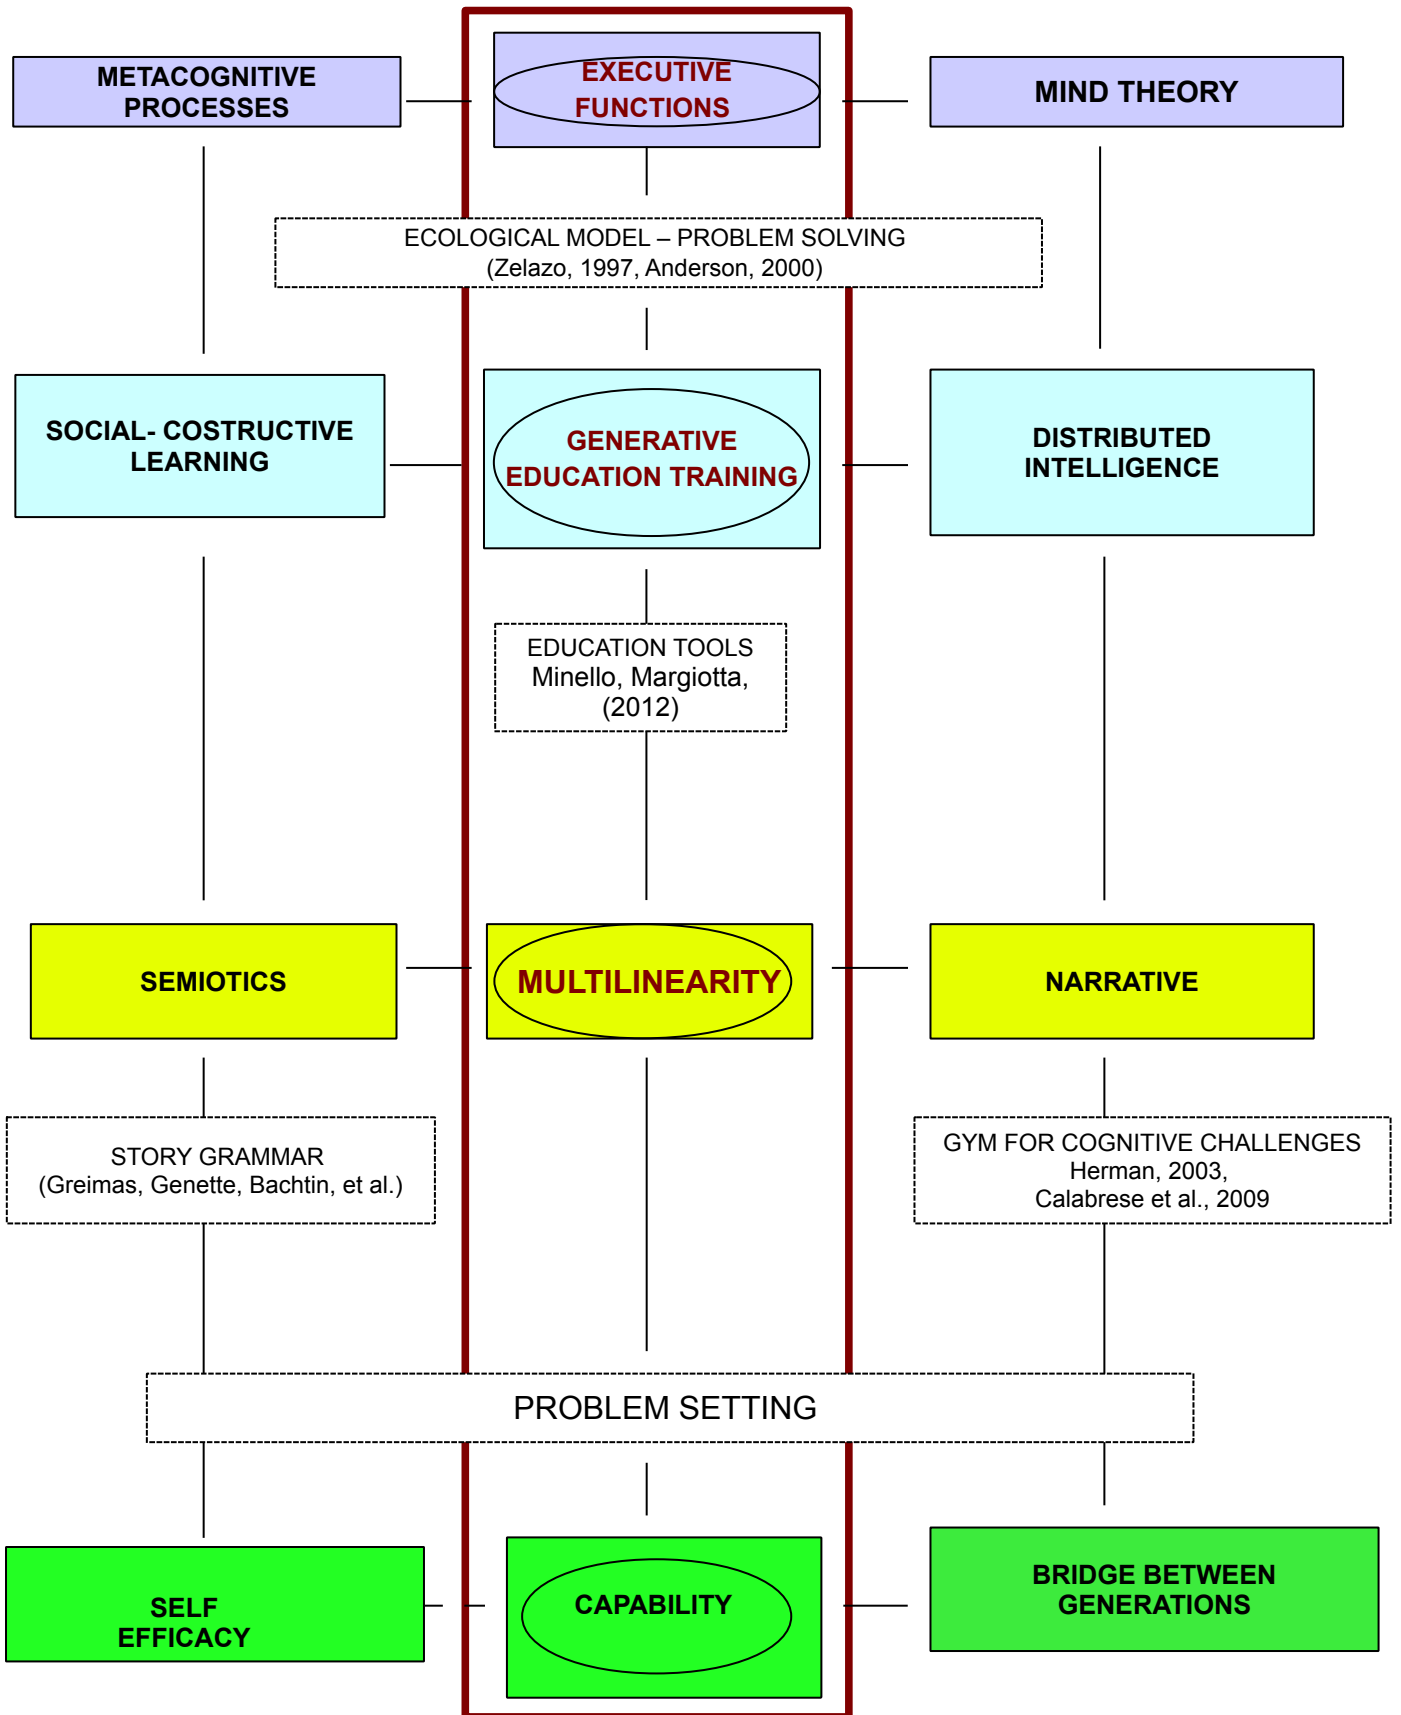 METACOGNITIVE
PROCESSES
EXECUTIVE
FUNCTIONS
MIND THEORY
ECOLOGICAL MODEL – PROBLEM SOLVING
(Zelazo, 1997, Anderson, 2000)
SOCIAL- COSTRUCTIVE
LEARNING
GENERATIVE
EDUCATION TRAINING
DISTRIBUTED
INTELLIGENCE
EDUCATION TOOLS
Minello, Margiotta,
(2012)
SEMIOTICS
MULTILINEARITY
NARRATIVE
STORY GRAMMAR
(Greimas, Genette, Bachtin, et al.)
GYM FOR COGNITIVE CHALLENGES
Herman, 2003,
Calabrese et al., 2009
PROBLEM SETTING
SELF
EFFICACY
CAPABILITY
BRIDGE BETWEEN
GENERATIONS